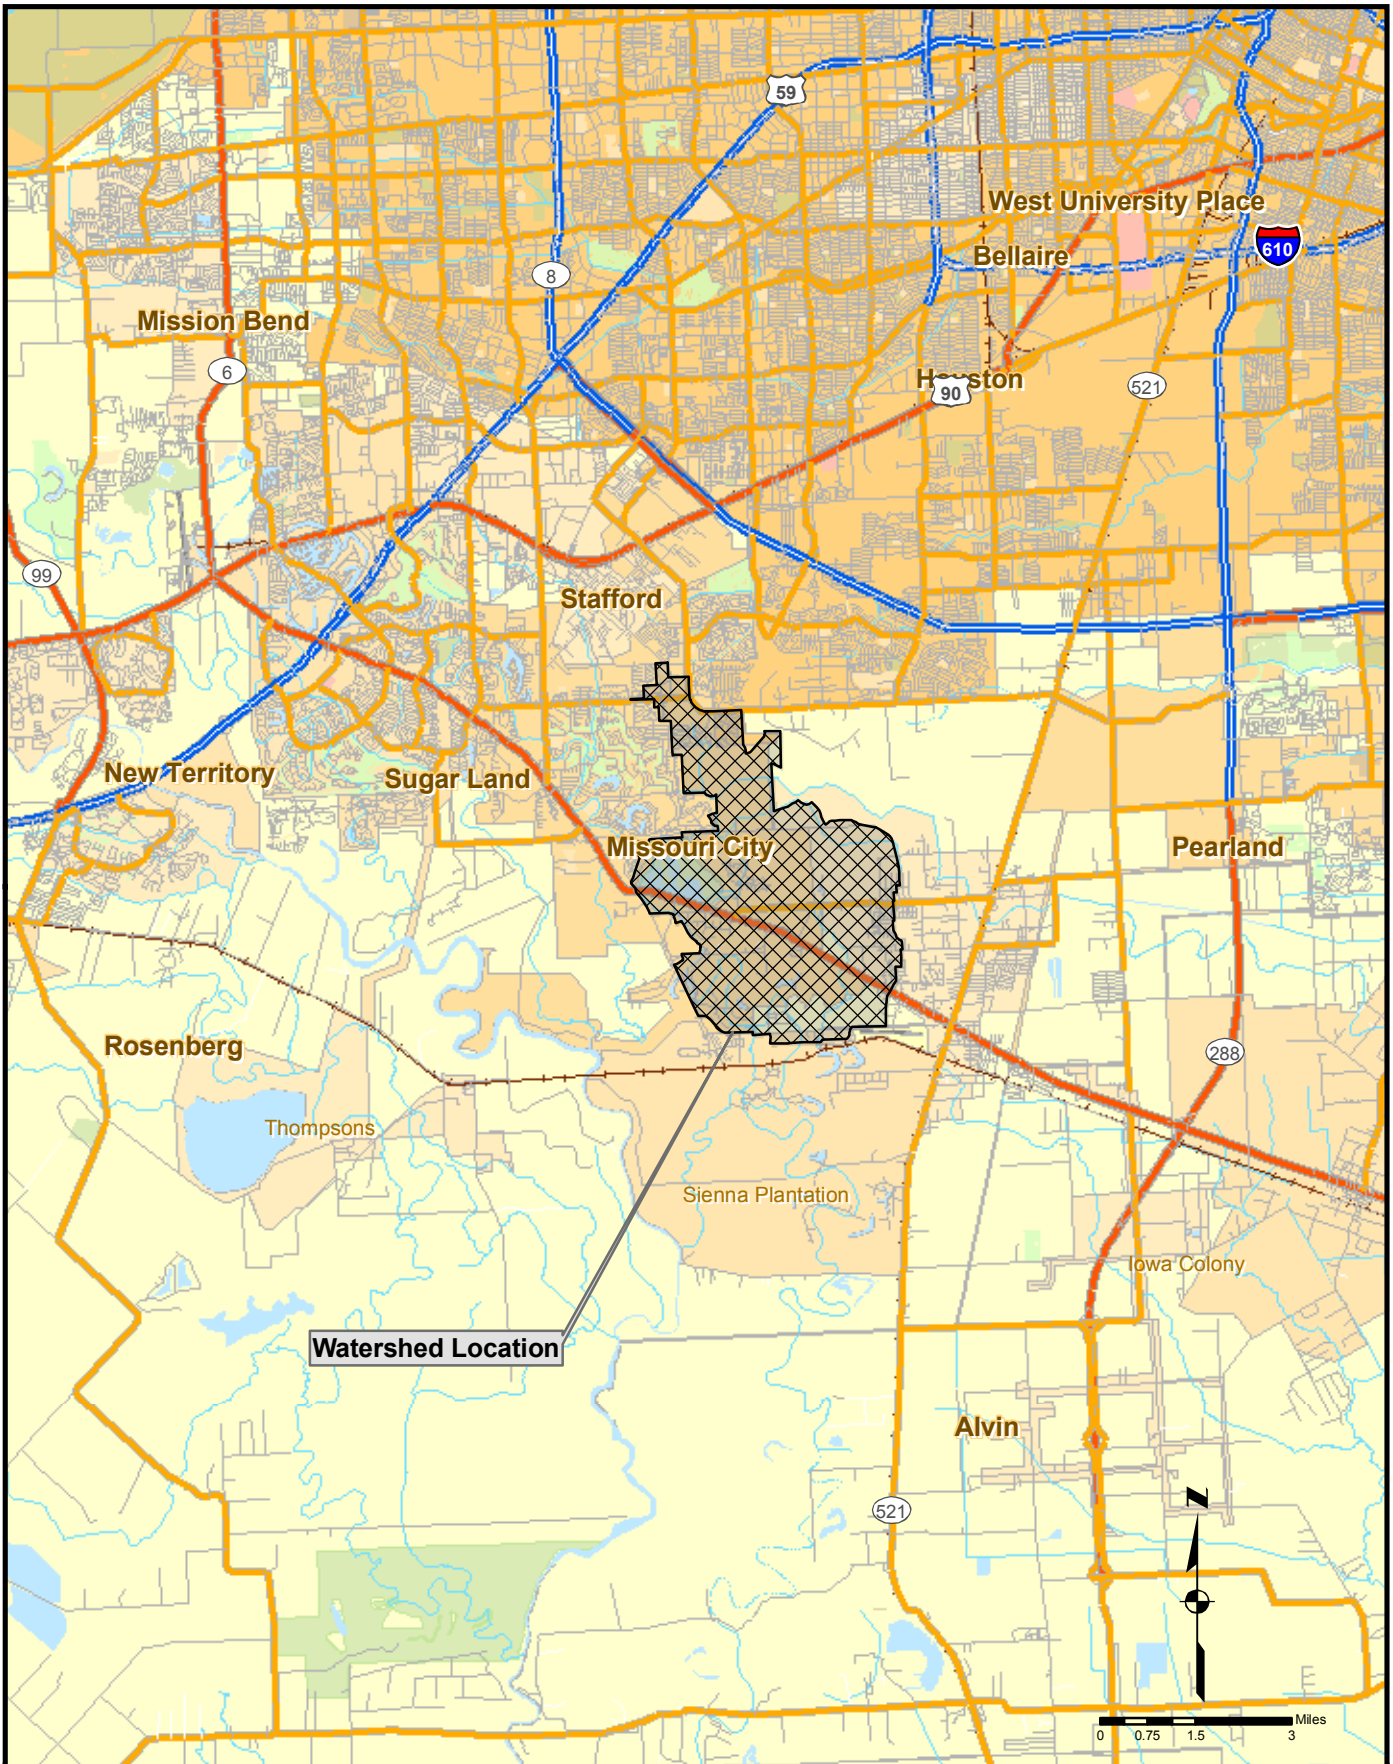 59
West University Place
610
Bellaire
8
Mission Bend
6
Houston
90
521
99
Stafford
New Territory
Sugar Land
Missouri City
Pearland
Rosenberg
288
Thompsons
Sienna Plantation
Iowa Colony
Watershed Location
Alvin
521
N
Miles
0 0.75 1.5 3